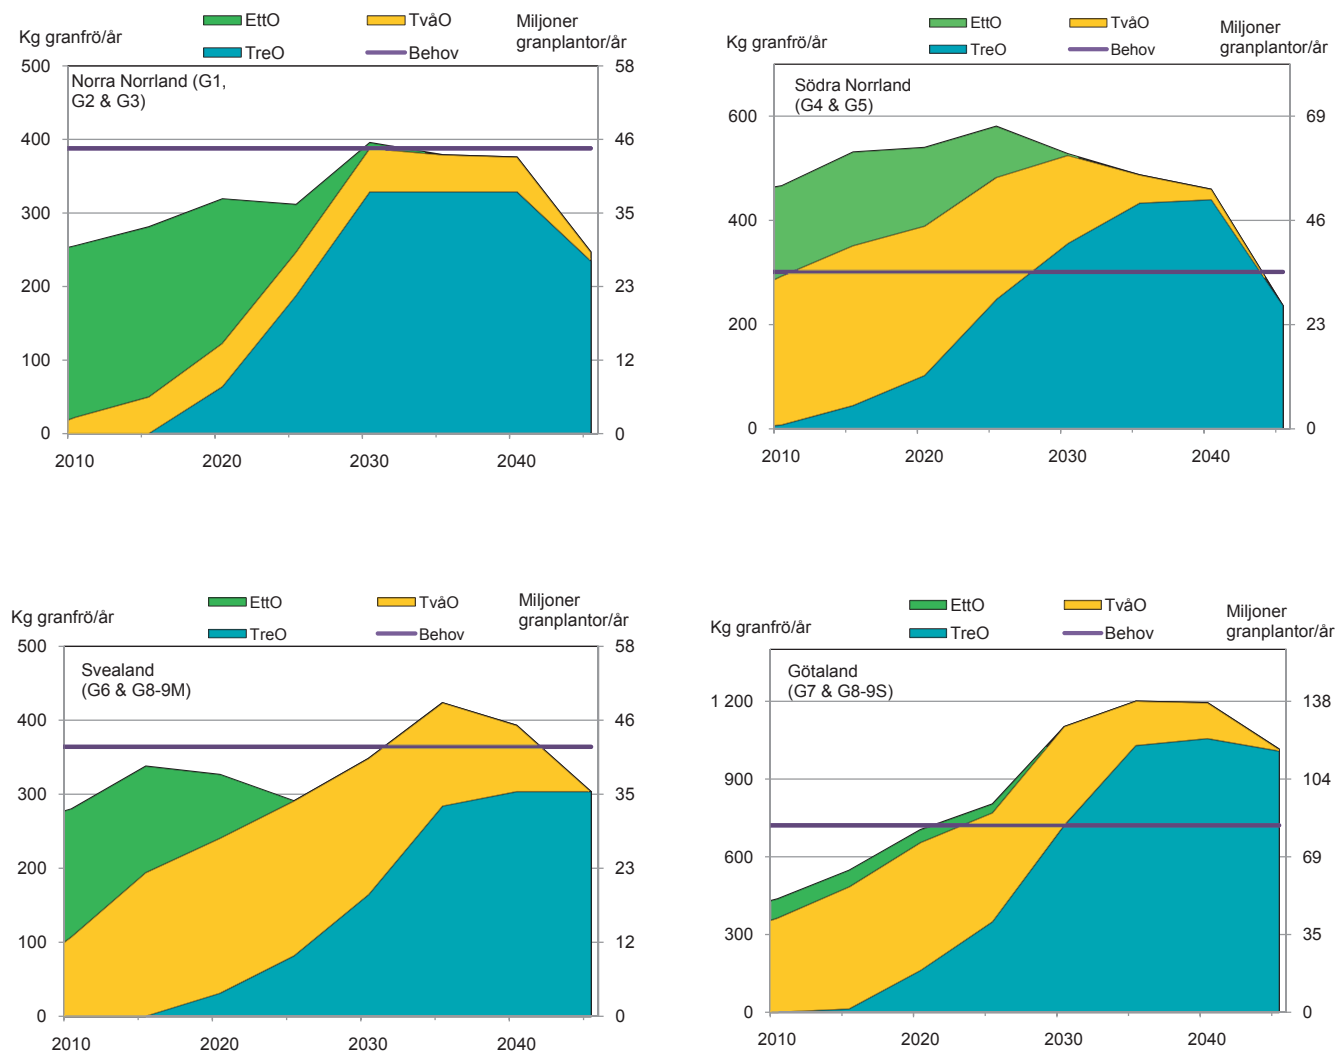 EttO
TvåO
Miljoner
granplantor/år
Kg granfrö/år
TreO
Behov
500
58
Norra Norrland (G1,
G2 & G3)
400
46
300
35
200
23
100
12
0
0
2010
2020
2030
2040
EttO
TvåO
Miljoner
granplantor/år
Kg granfrö/år
TreO
Behov
Södra Norrland
(G4 & G5)
600
69
400
46
200
23
0
0
2010
2020
2030
2040
EttO
TvåO
Miljoner
granplantor/år
Kg granfrö/år
TreO
Behov
500
58
Svealand
(G6 & G8-9M)
400
46
300
35
200
23
100
12
0
0
2010
2020
2030
2040
EttO
TvåO
Miljoner
granplantor/år
Kg granfrö/år
TreO
Behov
Götaland
(G7 & G8-9S)
1 200
138
900
104
600
69
300
35
0
0
2010
2020
2030
2040